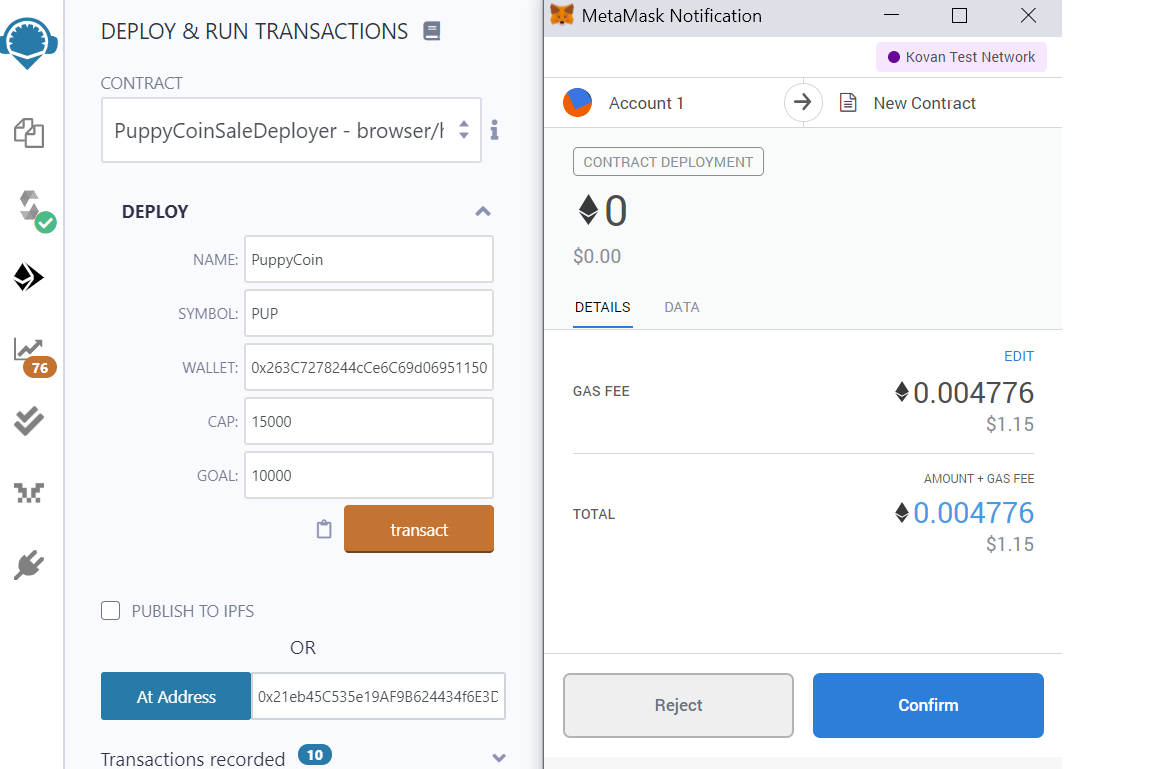 DEPLOY & RUN TRANSACTIONS
CONTRACT
PuppyCoinSaleDeployer - browser/h
DEPLOY
NAME: PuppyCoin
SYMBOL: PUP
WALLET: 0x263C7278244cCe6C69d06951150
CAP: 15000
GOAL: 10000
transact
PUBLISH TO IPFS
OR
At Address 0x21eb45C535e19AF9B624434f6E3D
Transactions recorded 10
76
MetaMask Notification
Kovan Test Network
Account 1
New Contract
CONTRACT DEPLOYMENT
0
$0.00
DETAILS DATA
EDIT
GAS FEE 0.004776
$1.15
AMOUNT + GAS FEE
TOTAL 0.004776
$1.15
Reject Confirm